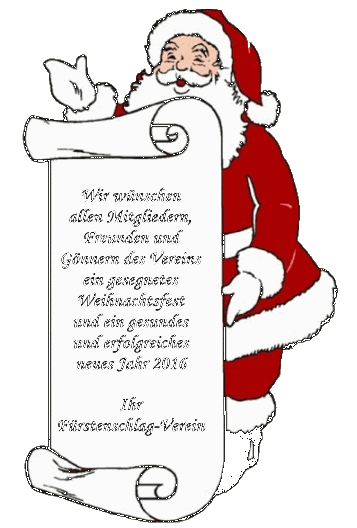 Wir wünschen
allen Mitgliedern,
Freunden und
Gönnern des Vereins
ein gesegnetes
Weihnachtsfest
und ein gesundes
und erfolgreiches
neues Jahr 2016
Ihr
Fürstenschlag-Verein